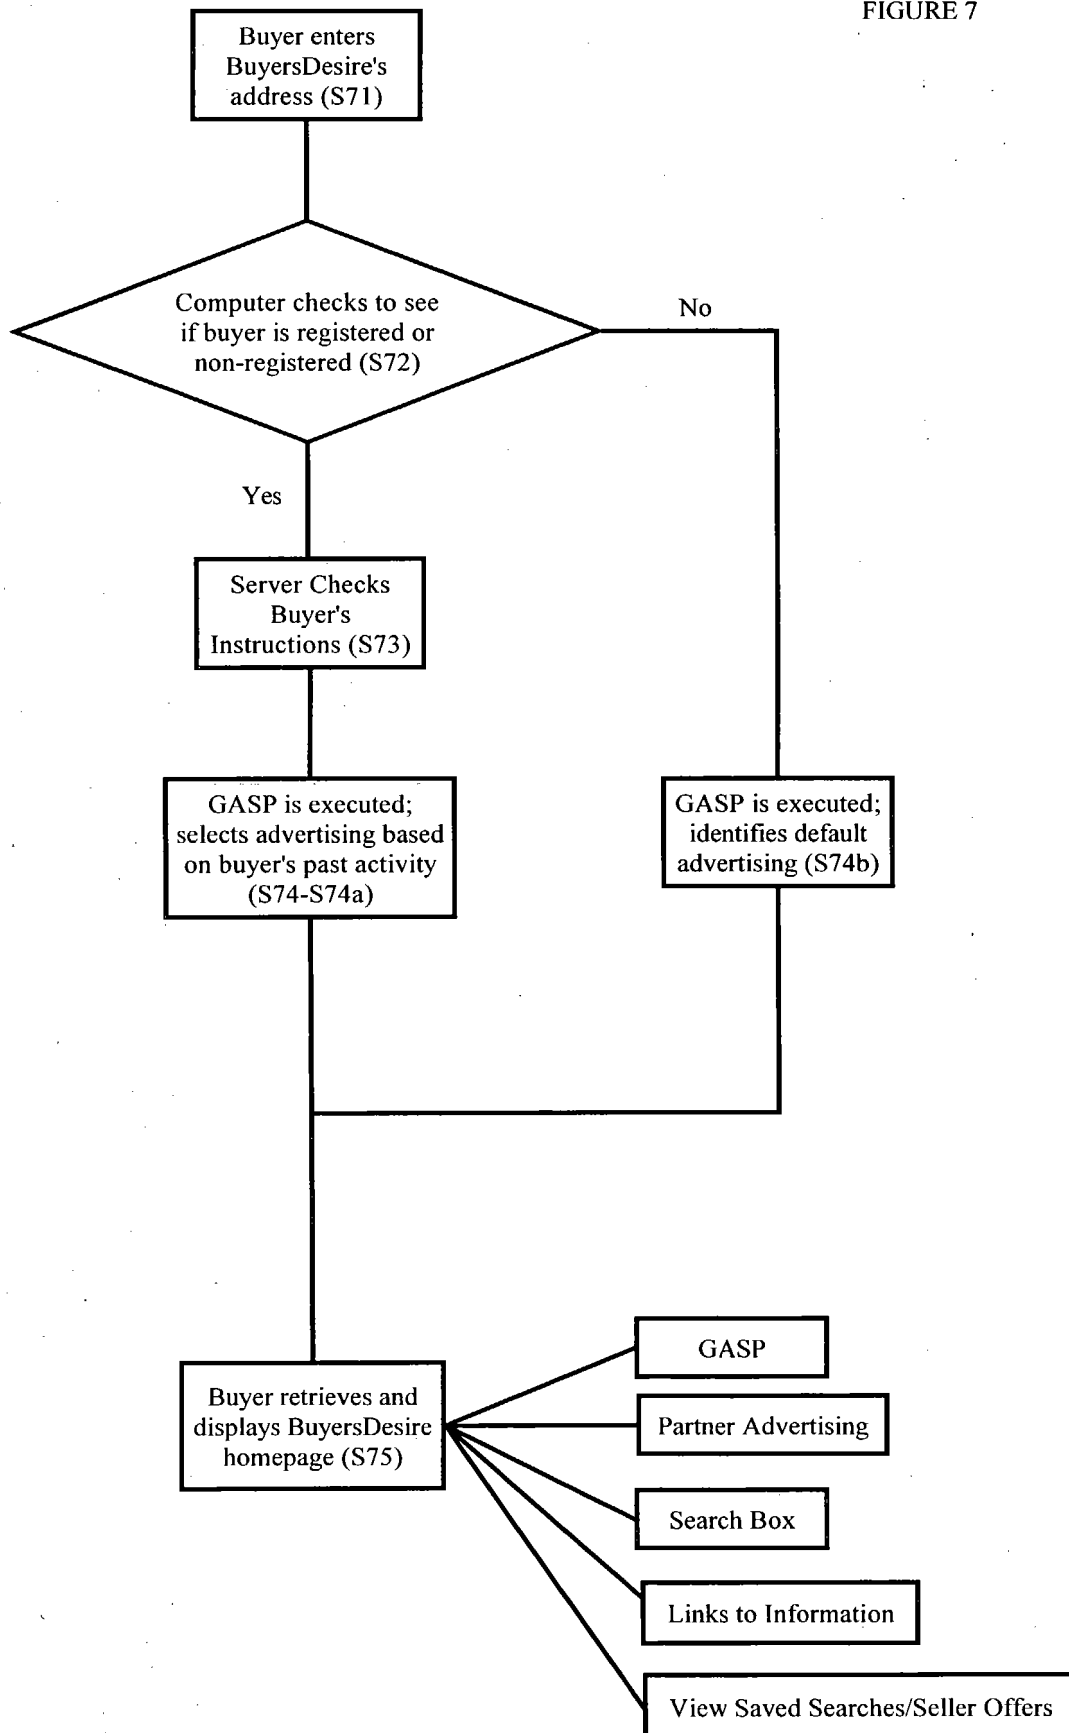 FIGURE 7
Buyer enters
BuyersDesire's
address (S71)
Computer checks to see
if buyer is registered or
non-registered (S72)
No
Yes
Server Checks
Buyer's
Instructions (S73)
GASP is executed;
selects advertising based
on buyer's past activity
(S74-S74a)
GASP is executed;
identifies default
advertising (S74b)
Buyer retrieves and
displays BuyersDesire
homepage (S75)
GASP
Partner Advertising
Search Box
Links to Information
View Saved Searches/Seller Offers